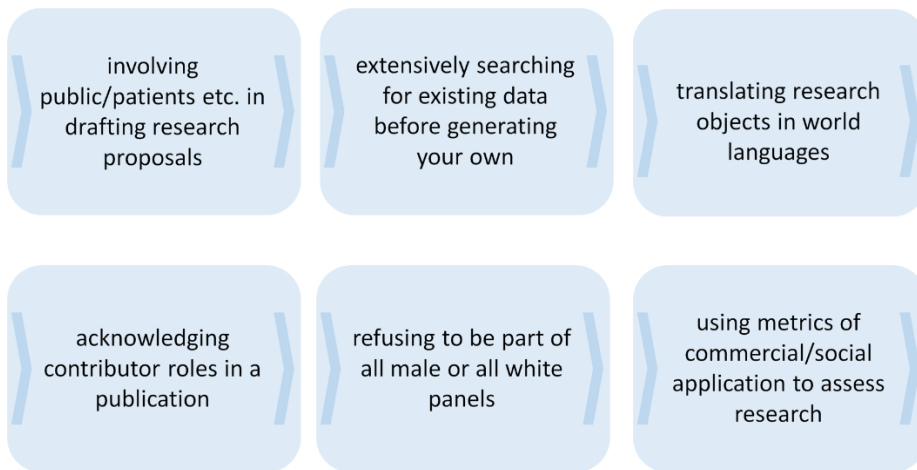 involving
public/patients etc. in
drafting research
proposals
extensively searching
for existing data
before generating
your own
translating research
objects in world
languages
acknowledging
contributor roles in a
publication
refusing to be part of
all male or all white
panels
using metrics of
commercial/social
application to assess
research